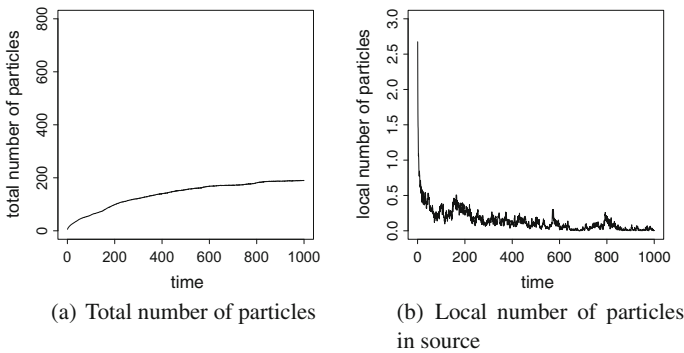 total number of particles
0 200 400 600 800
0 200 400 600 800 1000
time
(a) Total number of particles
local number of particles
0.0 0.5 1.0 1.5 2.0 2.5 3.0
0 200 400 600 800 1000
time
(b) Local number of particles
in source